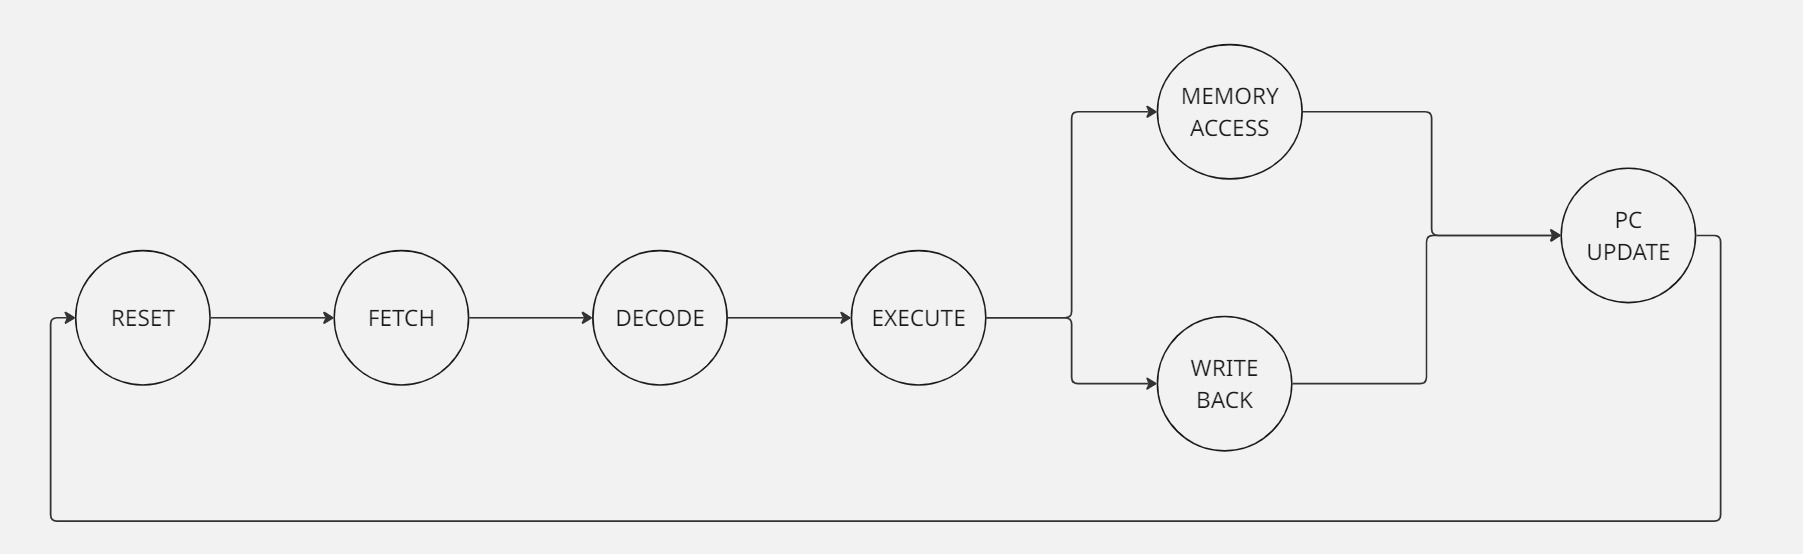 RESET
FETCH
DECODE
EXECUTE
MEMORY
ACCESS
WRITE
BACK
PC
UPDATE